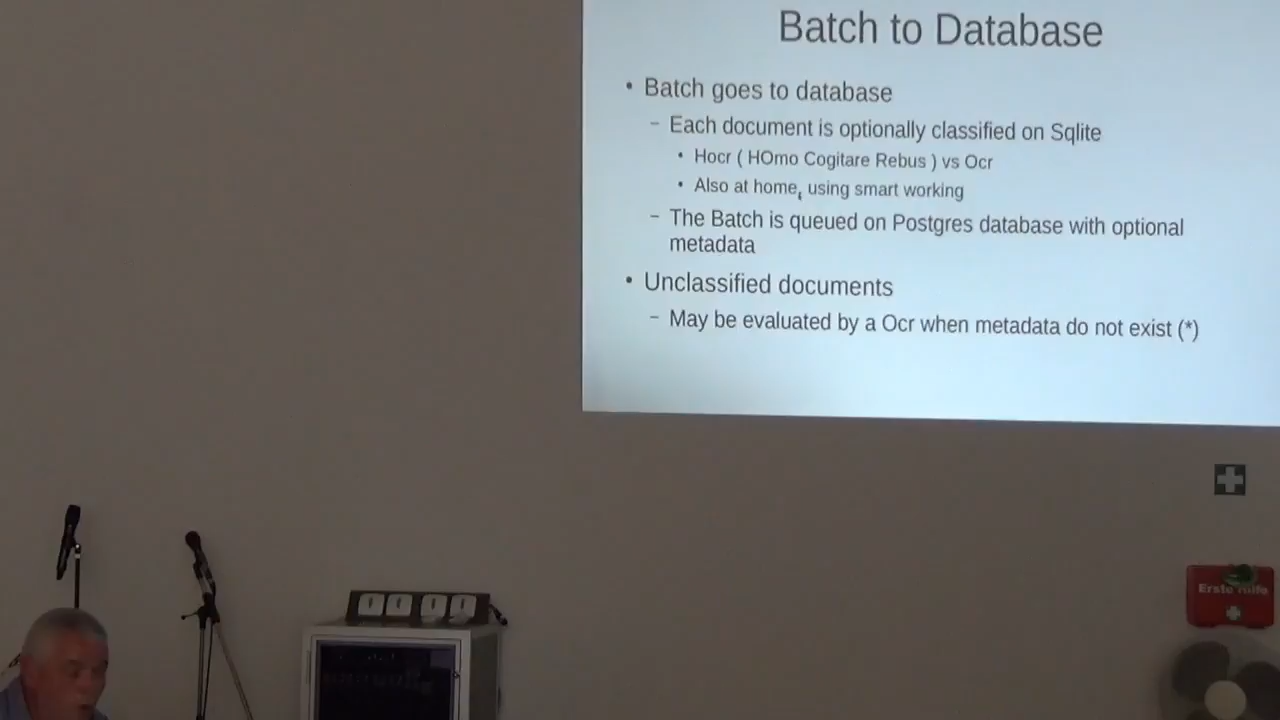 Batch to Database
• Batch goes to database
– Each document is optionally classified on Sqlite
• Hocr ( HOmo Cogitare Rebus ) vs Ocr
• Also at home, using smart working
– The Batch is queued on Postgres database with optional
metadata
• Unclassified documents
– May be evaluated by a Ocr when metadata do not exist (*)
Erste Hilfe